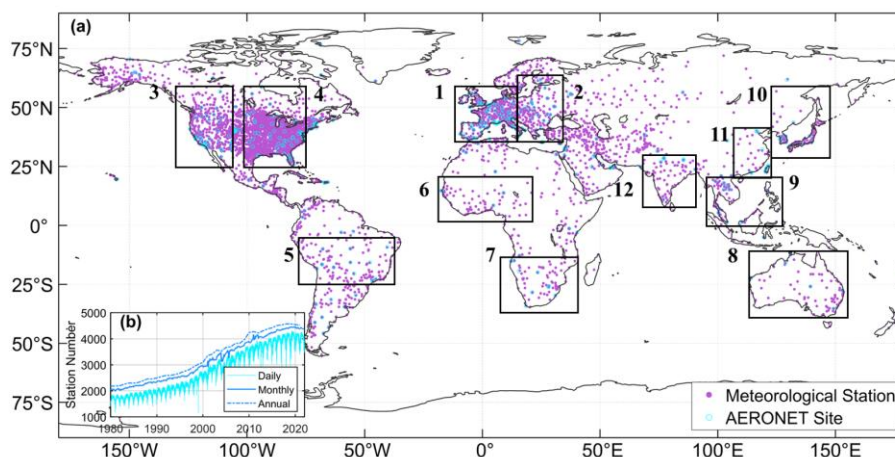 (a)
75°N
50°N
25°N
0°
25°S
50°S
75°S
3
4
1
2
10
11
12
9
6
5
7
8
(b)
Station Number
5000
4000
3000
2000
1000
1980
1990
2000
2010
2020
Daily
Monthly
Annual
Meteorological Station
AERONET Site
150°W
100°W
50°W
0°
50°E
100°E
150°E